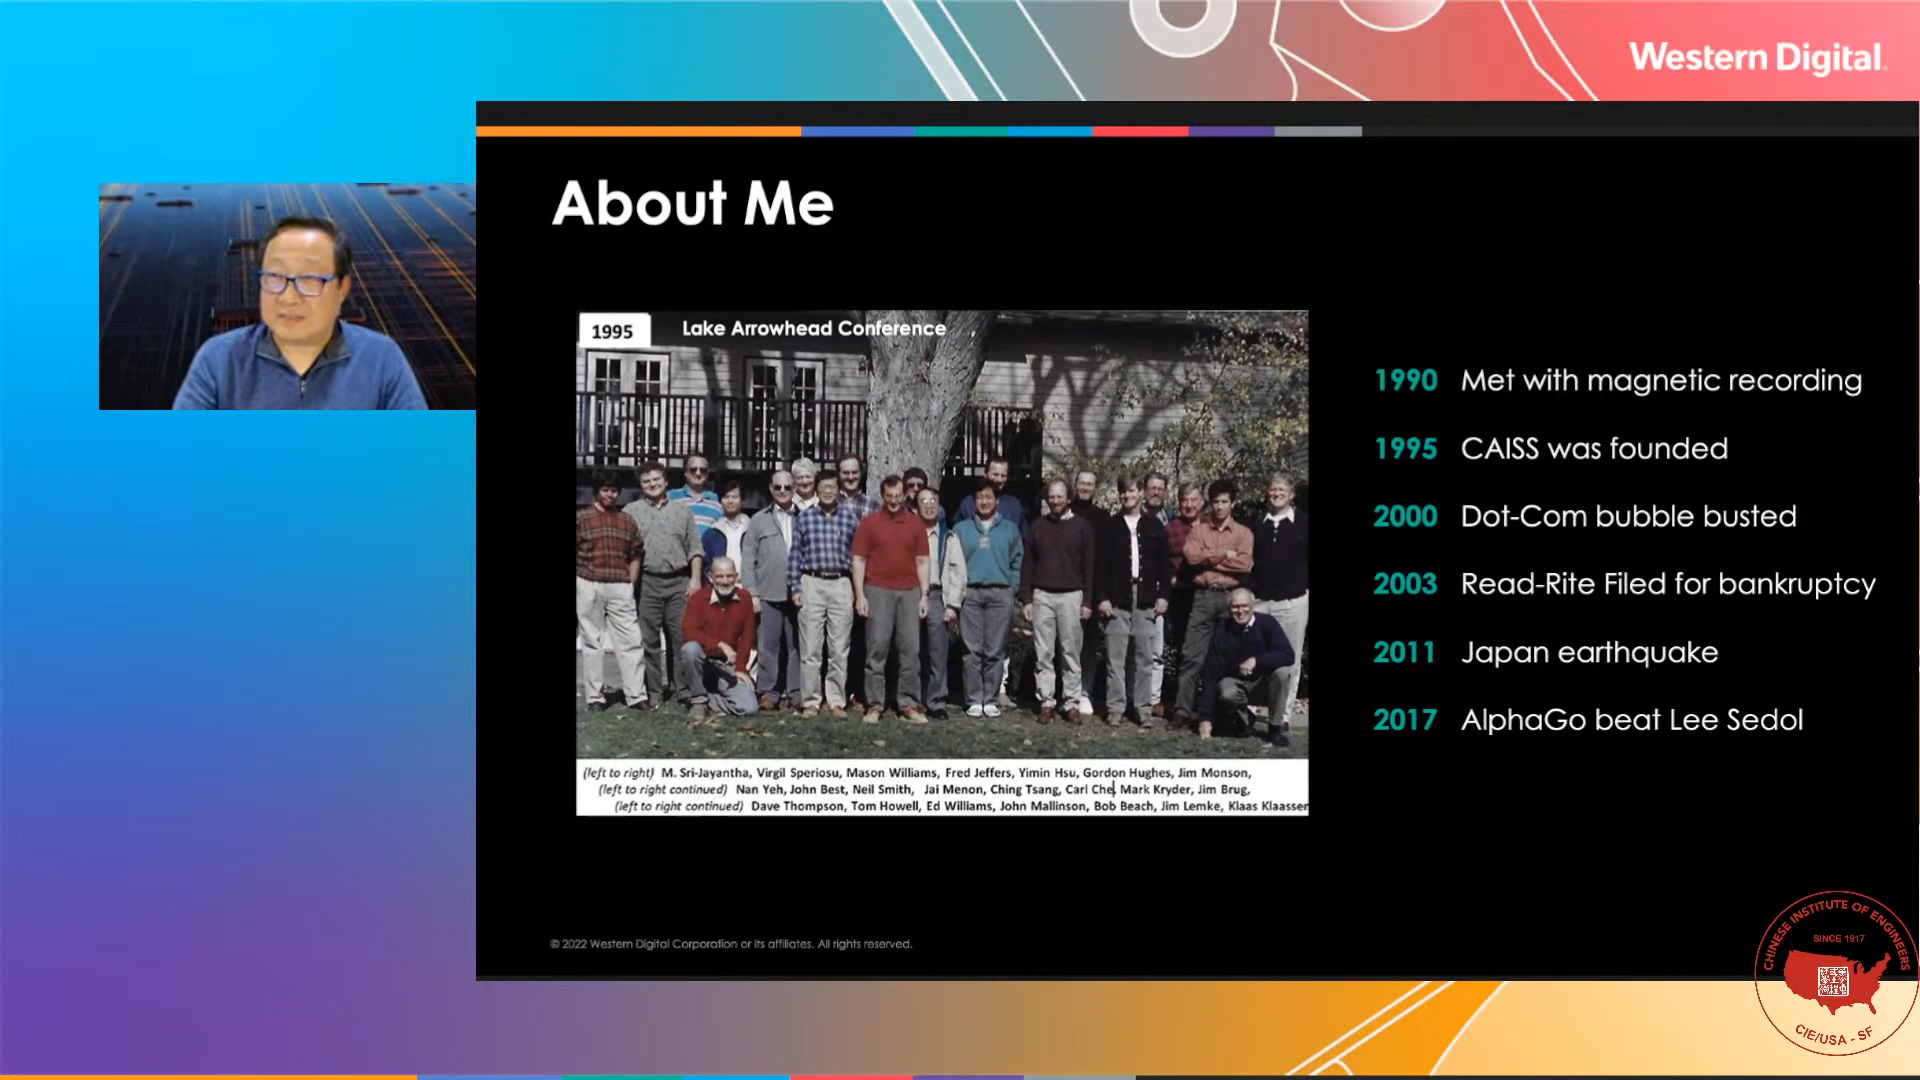 Western Digital.
About Me
1995
Lake Arrowhead Conference
(left to right) M. Sri-Jayantha, Virgil Speriosu, Mason Williams, Fred Jeffers, Yimin Hsu, Gordon Hughes, Jim Monson,
(left to right continued) Nan Yeh, John Best, Neil Smith, Jai Menon, Ching Tsang, Carl Che, Mark Kryder, Jim Brug,
(left to right continued) Dave Thompson, Tom Howell, Ed Williams, John Mallinson, Bob Beach, Jim Lemke, Klaas Klaassen
1990 Met with magnetic recording
1995 CAISS was founded
2000 Dot-Com bubble busted
2003 Read-Rite Filed for bankruptcy
2011 Japan earthquake
2017 AlphaGo beat Lee Sedol
© 2022 Western Digital Corporation or its affiliates. All rights reserved.
CHINESE INSTITUTE OF ENGINEERS
SINCE 1917
CIE/USA - SF